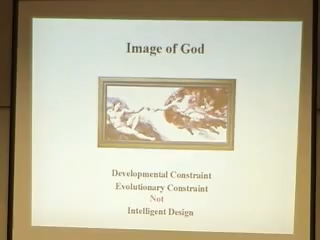 Image of God
Developmental Constraint
Evolutionary Constraint
Not
Intelligent Design